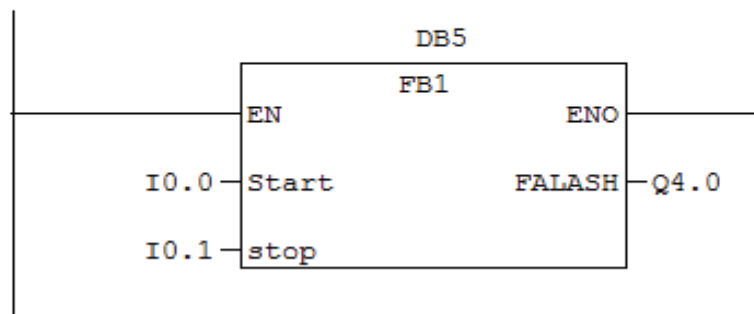 DB5
FB1
EN ENO
I0.0 Start FALASH Q4.0
I0.1 stop